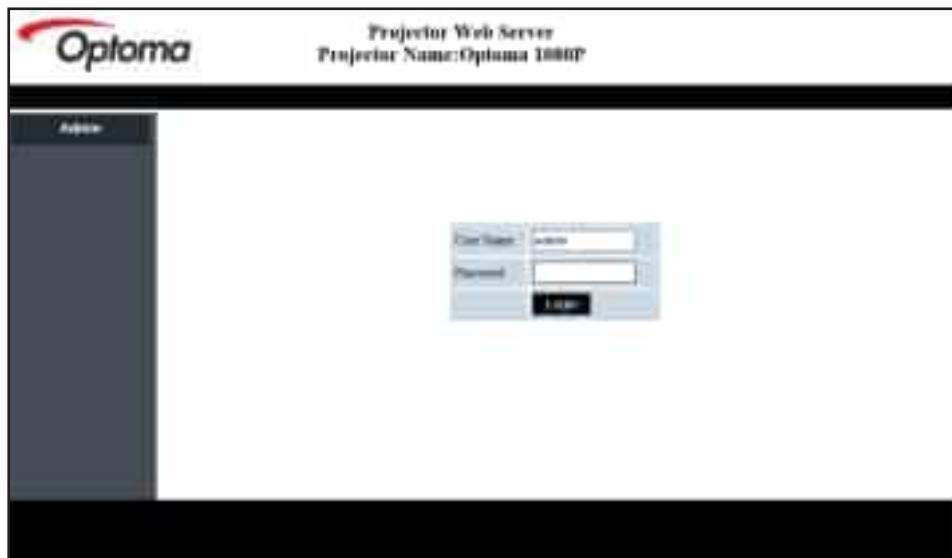 Optoma
Projector Web Server
Projector Name:Optoma 1080P
Admin
User Name
admin
Password
Login